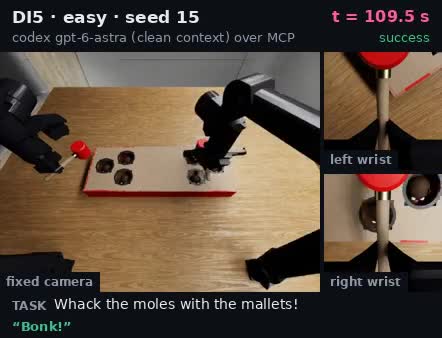 DI5 · easy · seed 15
t = 109.5 s
codex gpt-6-astra (clean context) over MCP
success
left wrist
right wrist
fixed camera
TASK Whack the moles with the mallets!
“Bonk!”